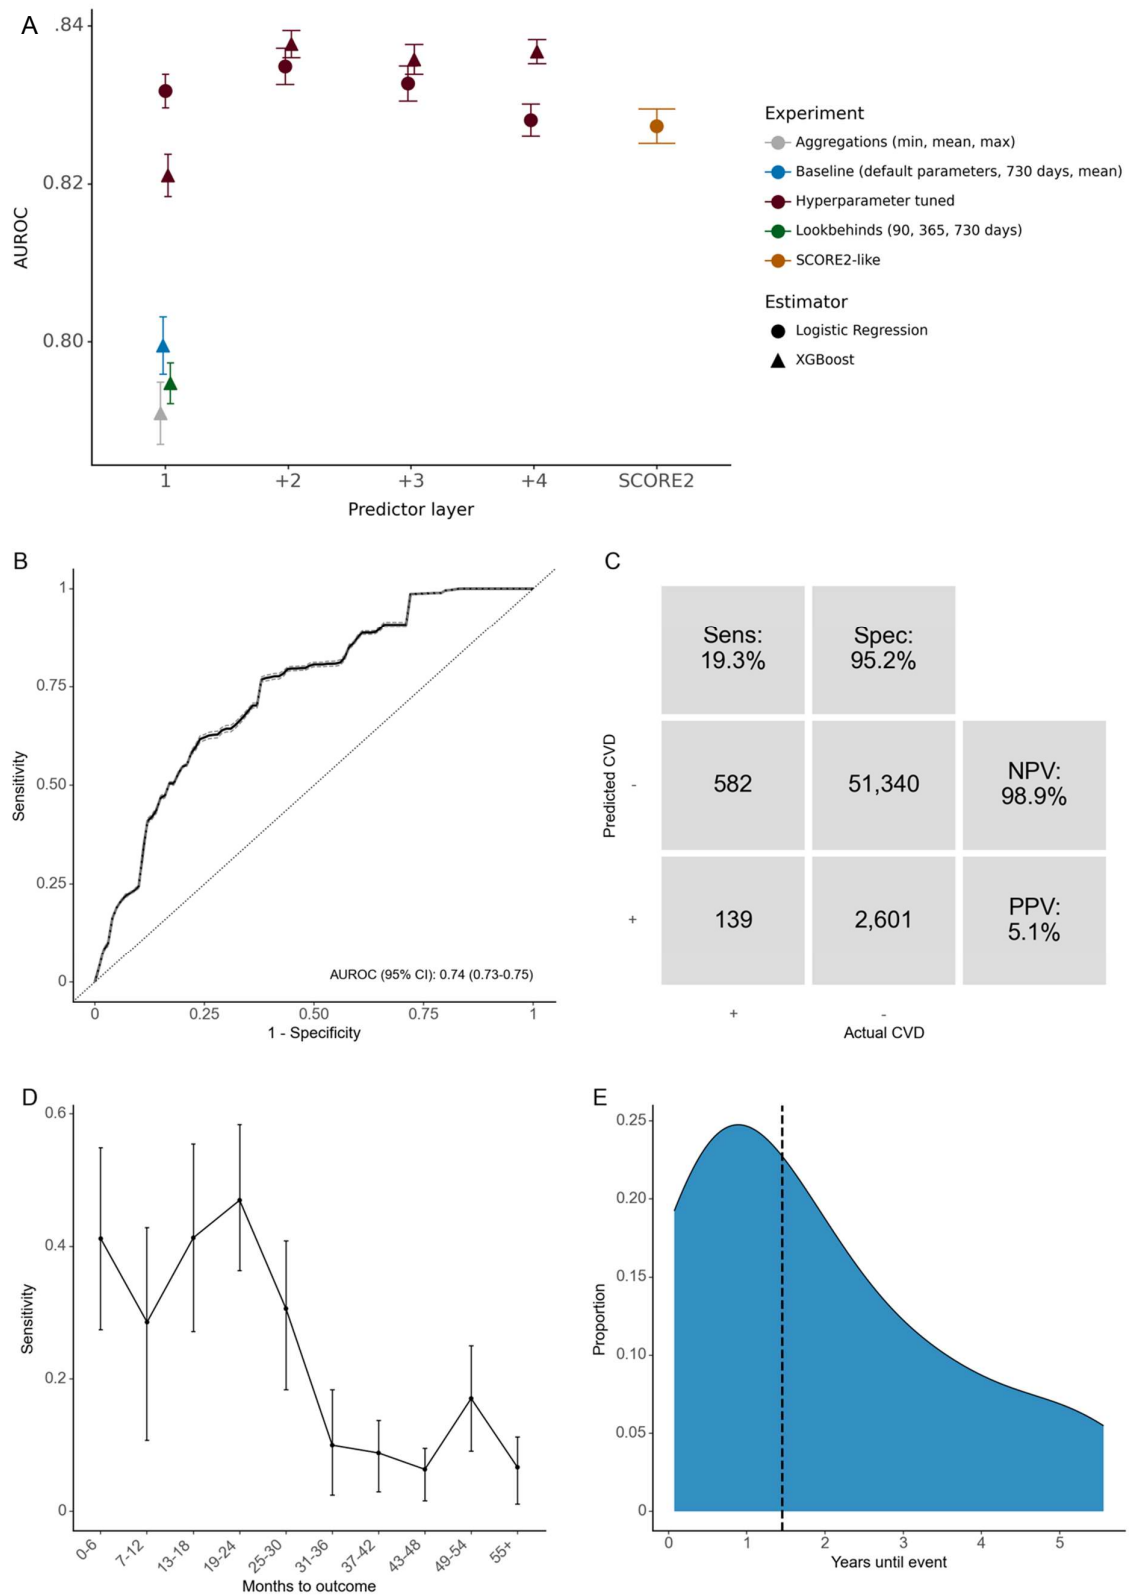 A
.84
0.82
0.80
AUROC
1
+2
+3
+4
SCORE2
Predictor layer
Experiment
Aggregations (min, mean, max)
Baseline (default parameters, 730 days, mean)
Hyperparameter tuned
Lookbehinds (90, 365, 730 days)
SCORE2-like
Estimator
Logistic Regression
XGBoost
B
1
0.75
0.50
0.25
0
Sensitivity
AUROC (95% CI): 0.74 (0.73-0.75)
0
0.25
0.50
0.75
1
1 - Specificity
C
Sens:
19.3%
Spec:
95.2%
Predicted CVD
-
582
51,340
NPV:
98.9%
+
139
2,601
PPV:
5.1%
+
-
Actual CVD
D
0.6
0.4
0.2
0
Sensitivity
0-6
7-12
13-18
19-24
25-30
31-36
37-42
43-48
49-54
55+
Months to outcome
E
0.25
0.20
0.15
0.10
0.05
0
Proportion
0
1
2
3
4
5
Years until event